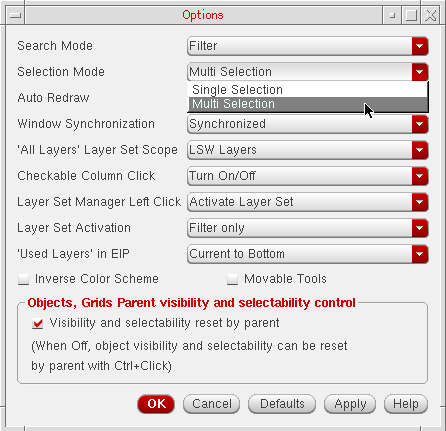 Options
Search Mode Filter
Selection Mode Multi Selection
Single Selection
Auto Redraw Multi Selection
Window Synchronization Synchronized
'All Layers' Layer Set Scope LSW Layers
Checkable Column Click Turn On/Off
Layer Set Manager Left Click Activate Layer Set
Layer Set Activation Filter only
'Used Layers' in EIP Current to Bottom
Inverse Color Scheme Movable Tools
Objects, Grids Parent visibility and selectability control
Visibility and selectability reset by parent
(When Off, object visibility and selectability can be reset
by parent with Ctrl+Click)
OK Cancel Defaults Apply Help